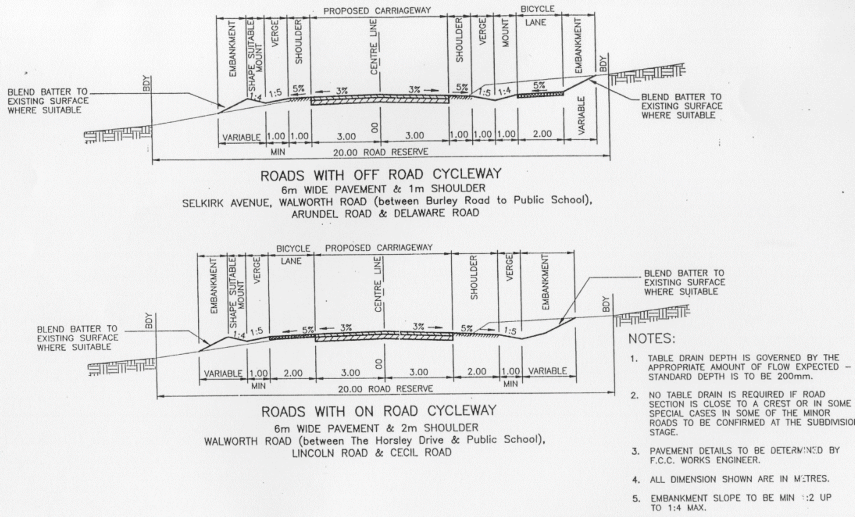 PROPOSED CARRIAGEWAY
BICYCLE
LANE
EMBANKMENT
SHAPE SUITABLE
MOUNT
VERGE
SHOULDER
CENTRE LINE
SHOULDER
VERGE
MOUNT
EMBANKMENT
BDY
BDY
BLEND BATTER TO
EXISTING SURFACE
WHERE SUITABLE
1:4
1:5
5%
3%
3%
5%
1:5
1:4
5%
BLEND BATTER TO
EXISTING SURFACE
WHERE SUITABLE
VARIABLE
1.00
1.00
3.00
00
3.00
1.00
1.00
1.00
2.00
VARIABLE
MIN
20.00 ROAD RESERVE
ROADS WITH OFF ROAD CYCLEWAY
6m WIDE PAVEMENT & 1m SHOULDER
SELKIRK AVENUE, WALWORTH ROAD (between Burley Road to Public School),
ARUNDEL ROAD & DELAWARE ROAD
BICYCLE
LANE
PROPOSED CARRIAGEWAY
EMBANKMENT
SHAPE SUITABLE
MOUNT
VERGE
CENTRE LINE
SHOULDER
VERGE
EMBANKMENT
BDY
BDY
BLEND BATTER TO
EXISTING SURFACE
WHERE SUITABLE
BLEND BATTER TO
EXISTING SURFACE
WHERE SUITABLE
1:4
1:5
5%
3%
3%
5%
1:5
VARIABLE
1.00
2.00
3.00
00
3.00
2.00
1.00
VARIABLE
MIN
MIN
20.00 ROAD RESERVE
ROADS WITH ON ROAD CYCLEWAY
6m WIDE PAVEMENT & 2m SHOULDER
WALWORTH ROAD (between The Horsley Drive & Public School),
LINCOLN ROAD & CECIL ROAD
NOTES:
1. TABLE DRAIN DEPTH IS GOVERNED BY THE
APPROPRIATE AMOUNT OF FLOW EXPECTED –
STANDARD DEPTH IS TO BE 200mm.
2. NO TABLE DRAIN IS REQUIRED IF ROAD
SECTION IS CLOSE TO A CREST OR IN SOME
SPECIAL CASES IN SOME OF THE MINOR
ROADS TO BE CONFIRMED AT THE SUBDIVISION
STAGE.
3. PAVEMENT DETAILS TO BE DETERMINED BY
F.C.C. WORKS ENGINEER.
4. ALL DIMENSION SHOWN ARE IN METRES.
5. EMBANKMENT SLOPE TO BE MIN :2 UP
TO 1:4 MAX.